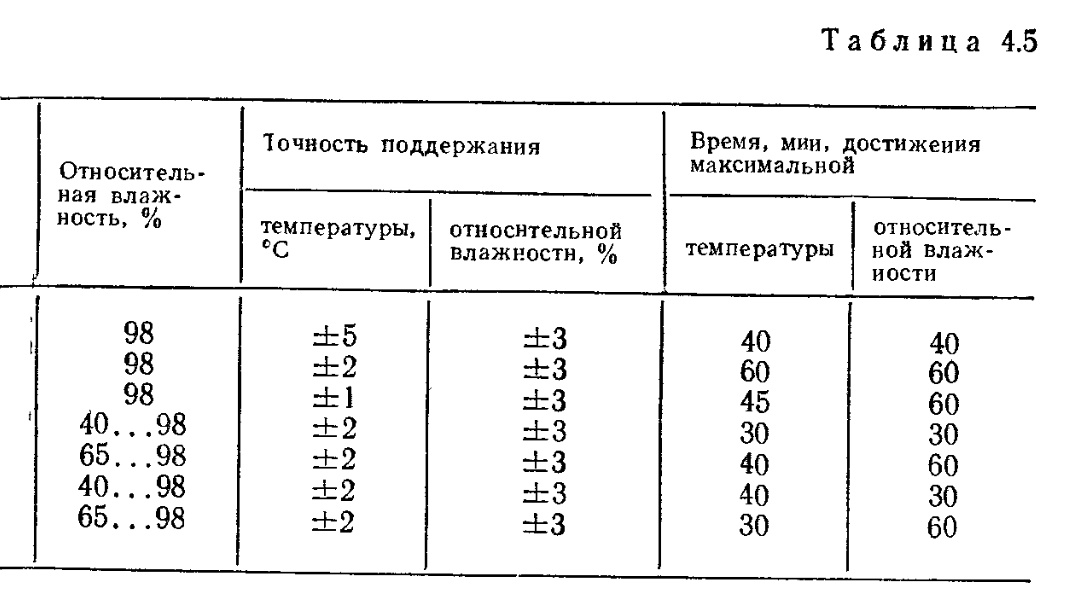 Таблица 4.5
Точность поддержания
Время, мин, достижения
максимальной
Относитель-
ная влаж-
ность, %
температуры,
°С
относительной
влажности, %
температуры
относитель-
ной влаж-
ности
98 ±5 ±3 40 40
98 ±2 ±3 60 60
98 ±1 ±3 45 60
40...98 ±2 ±3 30 30
65...98 ±2 ±3 40 60
40...98 ±2 ±3 40 30
65...98 ±2 ±3 30 60